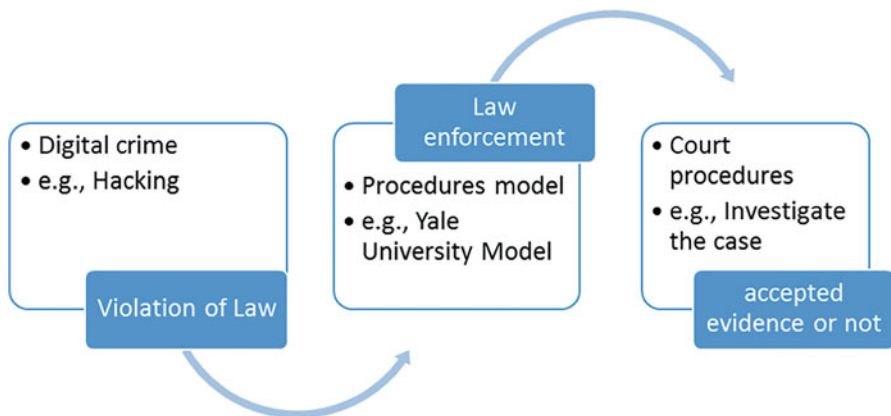 • Digital crime
• e.g., Hacking
Violation of Law
Law
enforcement
• Procedures model
• e.g., Yale
University Model
• Court
procedures
• e.g., Investigate
the case
accepted
evidence or not